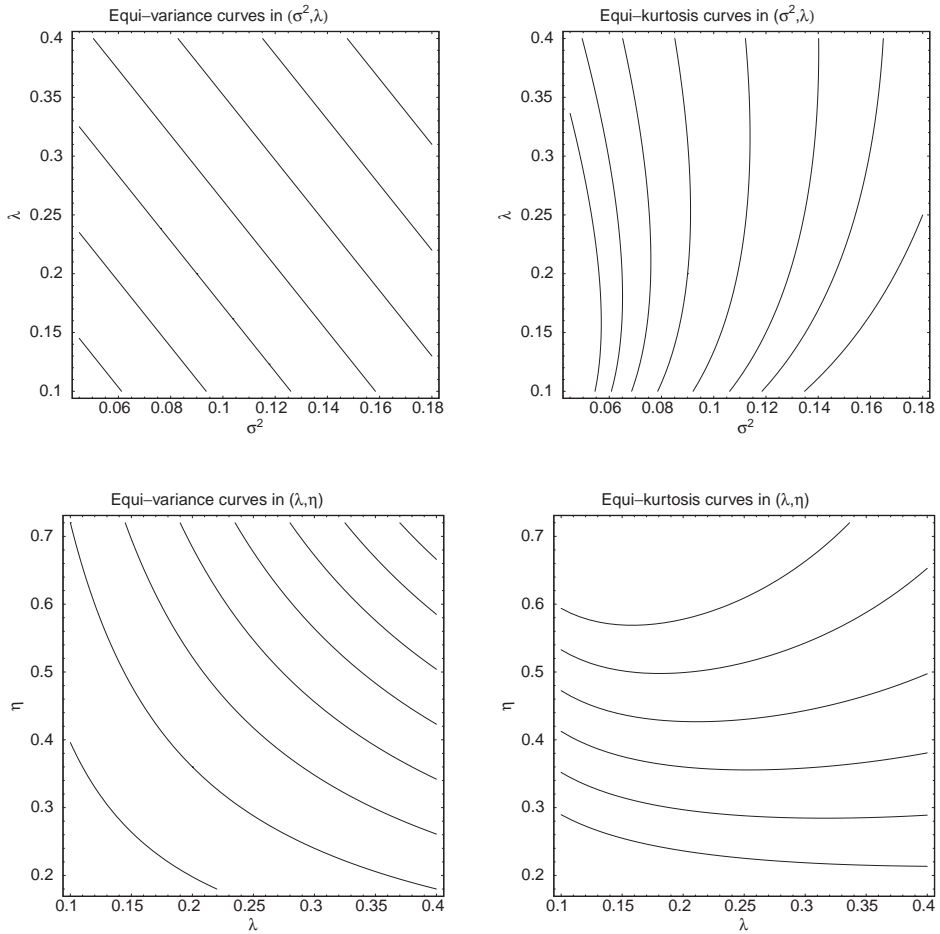 Equi−variance curves in (σ²,λ)
0.4
0.35
0.3
0.25
0.2
0.15
0.1
λ
0.06 0.08 0.1 0.12 0.14 0.16 0.18
σ²
Equi−kurtosis curves in (σ²,λ)
0.4
0.35
0.3
0.25
0.2
0.15
0.1
λ
0.06 0.08 0.1 0.12 0.14 0.16 0.18
σ²
Equi−variance curves in (λ,η)
0.7
0.6
0.5
0.4
0.3
0.2
η
0.1 0.15 0.2 0.25 0.3 0.35 0.4
λ
Equi−kurtosis curves in (λ,η)
0.7
0.6
0.5
0.4
0.3
0.2
η
0.1 0.15 0.2 0.25 0.3 0.35 0.4
λ